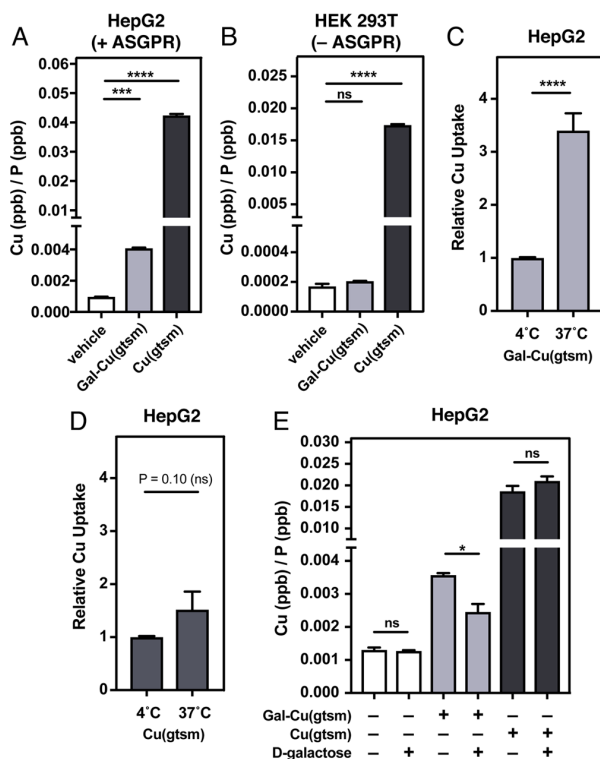 A
HepG2
(+ ASGPR)
Cu (ppb) / P (ppb)
0.06
0.05
0.04
0.03
0.02
0.01
0.004
0.002
0.000
****
***
vehicle
Gal-Cu(gtsm)
Cu(gtsm)
B
HEK 293T
(– ASGPR)
Cu (ppb) / P (ppb)
0.025
0.020
0.015
0.010
0.005
0.0004
0.0002
0.0000
****
ns
vehicle
Gal-Cu(gtsm)
Cu(gtsm)
C
HepG2
Relative Cu Uptake
4
3
2
1
0
****
4˚C 37˚C
Gal-Cu(gtsm)
D
HepG2
Relative Cu Uptake
4
3
2
1
0
P = 0.10 (ns)
4˚C 37˚C
Cu(gtsm)
E
HepG2
Cu (ppb) / P (ppb)
0.030
0.025
0.020
0.015
0.010
0.004
0.003
0.002
0.001
0.000
ns
*
ns
Gal-Cu(gtsm) – – + + – –
Cu(gtsm) – – – – + +
D-galactose – + – + – +